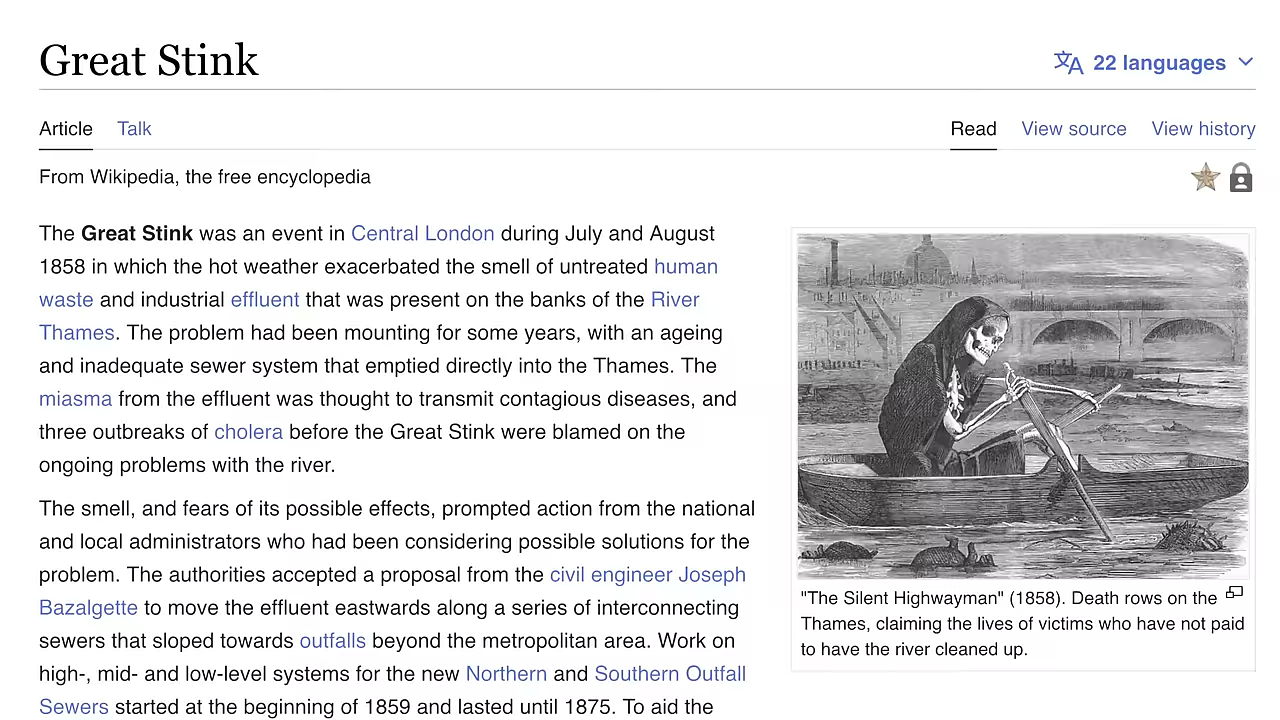 Great Stink
22 languages
Article Talk
Read View source View history
From Wikipedia, the free encyclopedia
The Great Stink was an event in Central London during July and August
1858 in which the hot weather exacerbated the smell of untreated human
waste and industrial effluent that was present on the banks of the River
Thames. The problem had been mounting for some years, with an ageing
and inadequate sewer system that emptied directly into the Thames. The
miasma from the effluent was thought to transmit contagious diseases, and
three outbreaks of cholera before the Great Stink were blamed on the
ongoing problems with the river.
The smell, and fears of its possible effects, prompted action from the national
and local administrators who had been considering possible solutions for the
problem. The authorities accepted a proposal from the civil engineer Joseph
Bazalgette to move the effluent eastwards along a series of interconnecting
sewers that sloped towards outfalls beyond the metropolitan area. Work on
high-, mid- and low-level systems for the new Northern and Southern Outfall
Sewers started at the beginning of 1859 and lasted until 1875. To aid the
"The Silent Highwayman" (1858). Death rows on the
Thames, claiming the lives of victims who have not paid
to have the river cleaned up.